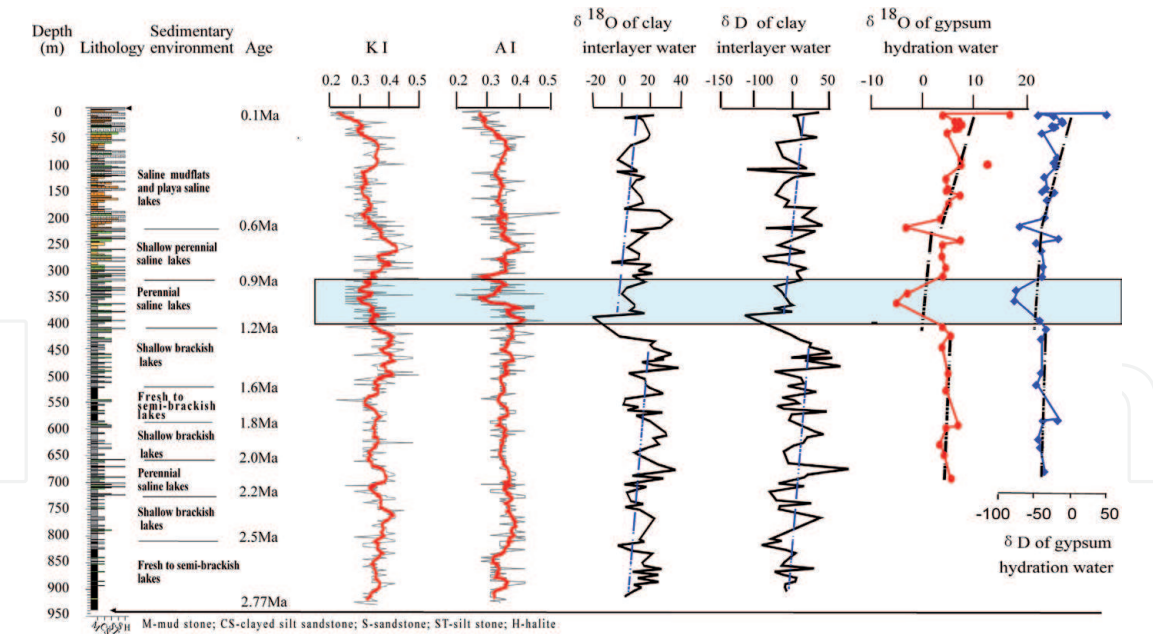 Depth (m)
Lithology
Sedimentary environment
Age
K I
A I
δ 18O of clay interlayer water
δ D of clay interlayer water
δ 18O of gypsum hydration water
0.2 0.3 0.4 0.5
0.2 0.3 0.4 0.5
-20 0 20 40
-150 -100 0 50
-10 0 10 20
0
50
100
150
200
250
300
350
400
450
500
550
600
650
700
750
800
850
900
950
0.1Ma
Saline mudflats
and playa saline
lakes
0.6Ma
Shallow perennial
saline lakes
0.9Ma
Perennial
saline lakes
1.2Ma
Shallow brackish
lakes
1.6Ma
Fresh to
semi-brackish
lakes
1.8Ma
Shallow brackish
lakes
2.0Ma
Perennial
saline lakes
2.2Ma
Shallow brackish
lakes
2.5Ma
Fresh to semi-brackish
lakes
2.77Ma
-100 -50 0 50
δ D of gypsum
hydration water
M-mud stone; CS-clayed silt sandstone; S-sandstone; ST-silt stone; H-halite